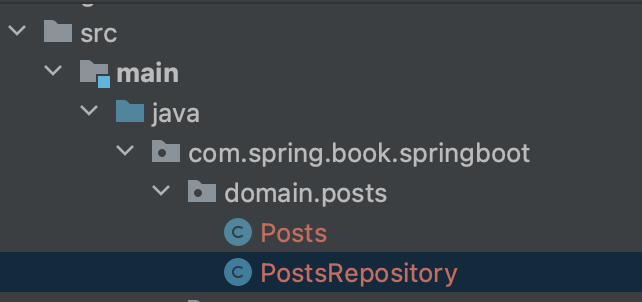 src
main
java
com.spring.book.springboot
domain.posts
C Posts
C PostsRepository